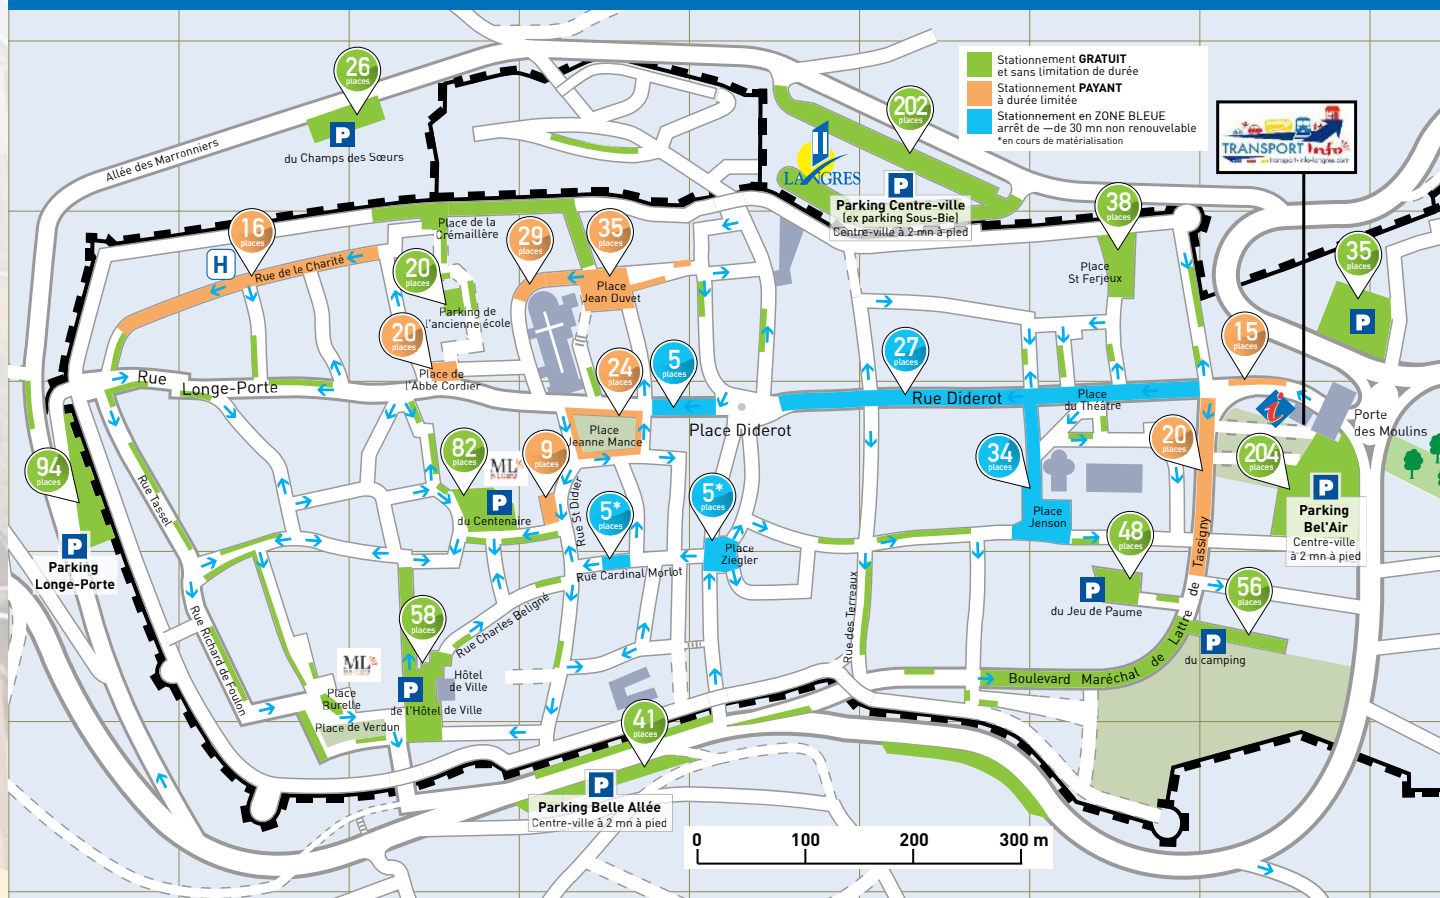 Stationnement GRATUIT
et sans limitation de durée
Stationnement PAYANT
à durée limitée
Stationnement en ZONE BLEUE
arrêt de —de 30 mn non renouvelable
*en cours de matérialisation
TRANSPORT Info
transport-info-langres.com
26
places
P
du Champs des Sœurs
Allée des Marronniers
LANGRES
202
places
P
Parking Centre-ville
(ex parking Sous-Bie)
Centre-ville à 2 mn à pied
38
places
Place
St Ferjeux
35
places
P
16
places
H
Rue de le Charité
Place de la
Crémaillère
20
places
Parking de
l'ancienne école
29
places
35
places
Place
Jean Duvet
20
places
Place de
l'Abbé Cordier
24
places
5
places
27
places
15
places
Rue
Longe-Porte
Rue Diderot
Place
du Théâtre
Place Diderot
Place
Jeanne Mance
i
Porte
des Moulins
94
places
P
Parking
Longe-Porte
Rue Tassel
82
places
ML
P
du Centenaire
9
places
Rue St Didier
5*
places
5*
places
Place
Ziegler
34
places
Place
Jenson
20
places
204
places
P
Parking
Bel'Air
Centre-ville
à 2 mn à pied
48
places
P
du Jeu de Paume
56
places
P
du camping
Boulevard Maréchal de Lattre de Tassigny
Rue Cardinal Morlot
Rue Charles Beligné
Rue des Terreaux
Rue Richard de Foulon
58
places
ML
P
de l'Hôtel de Ville
Hôtel
de Ville
Place
Burelle
Place de Verdun
41
places
P
Parking Belle Allée
Centre-ville à 2 mn à pied
0 100 200 300 m